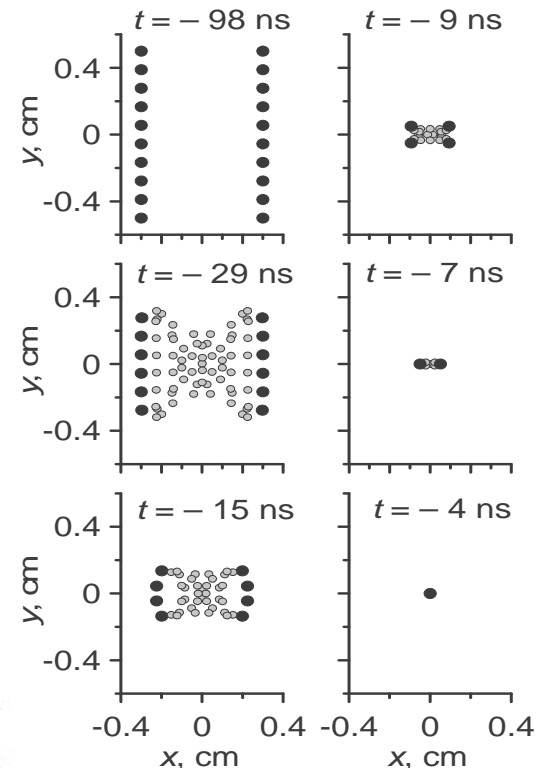 t = – 98 ns
t = – 9 ns
0.4
0
-0.4
y, cm
t = – 29 ns
t = – 7 ns
0.4
0
-0.4
y, cm
t = – 15 ns
t = – 4 ns
0.4
0
-0.4
y, cm
-0.4 0 0.4
-0.4 0 0.4
x, cm
x, cm